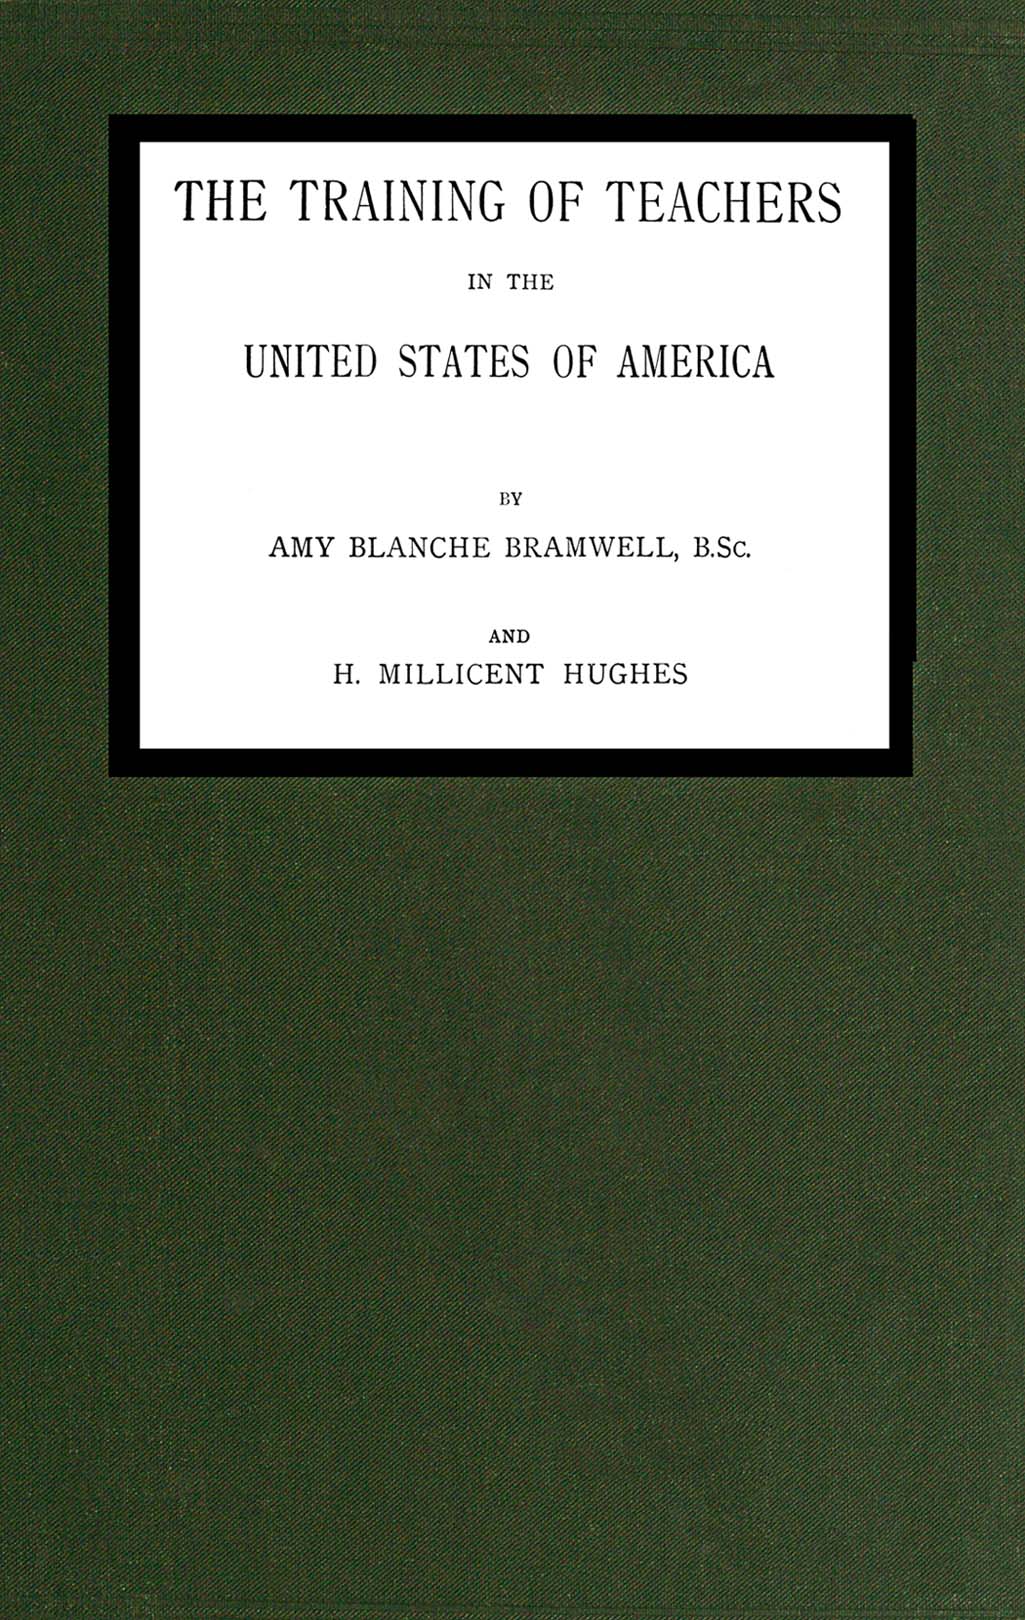 THE TRAINING OF TEACHERS
IN THE
UNITED STATES OF AMERICA
BY
AMY BLANCHE BRAMWELL, B.Sc.
AND
H. MILLICENT HUGHES